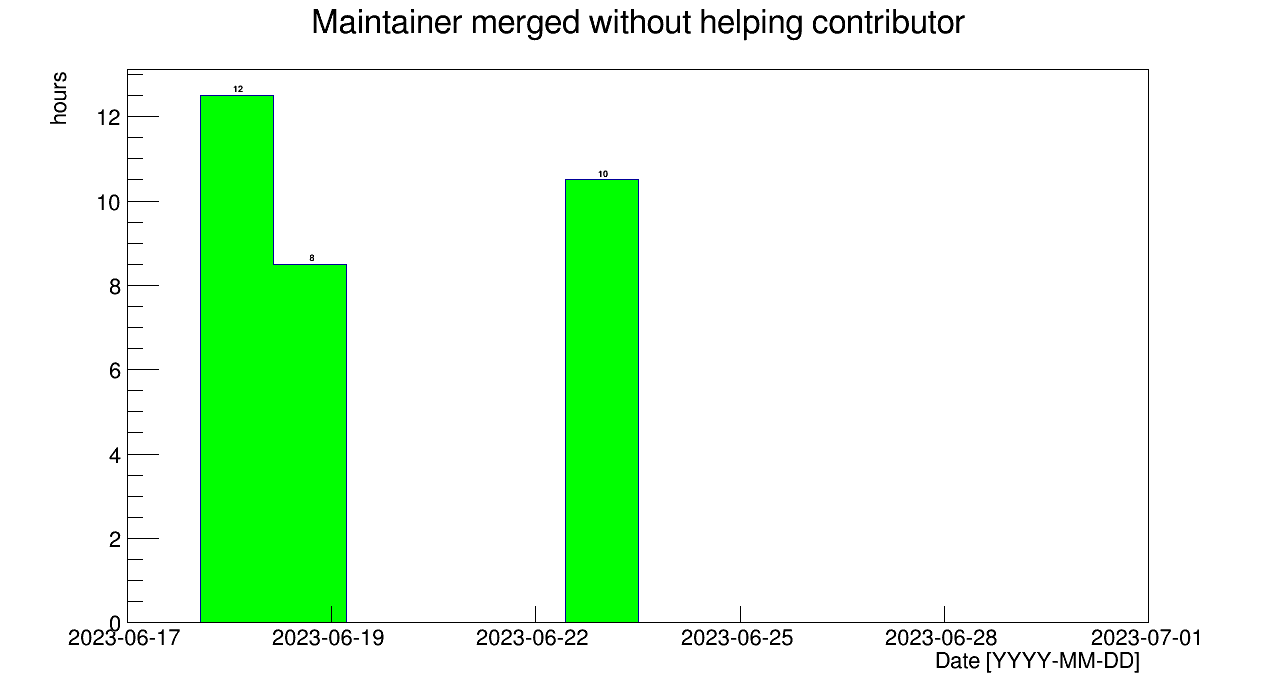 Maintainer merged without helping contributor
hours
12
10
8
6
4
2
0
12
8
10
2023-06-17 2023-06-19 2023-06-22 2023-06-25 2023-06-28 2023-07-01
Date [YYYY-MM-DD]